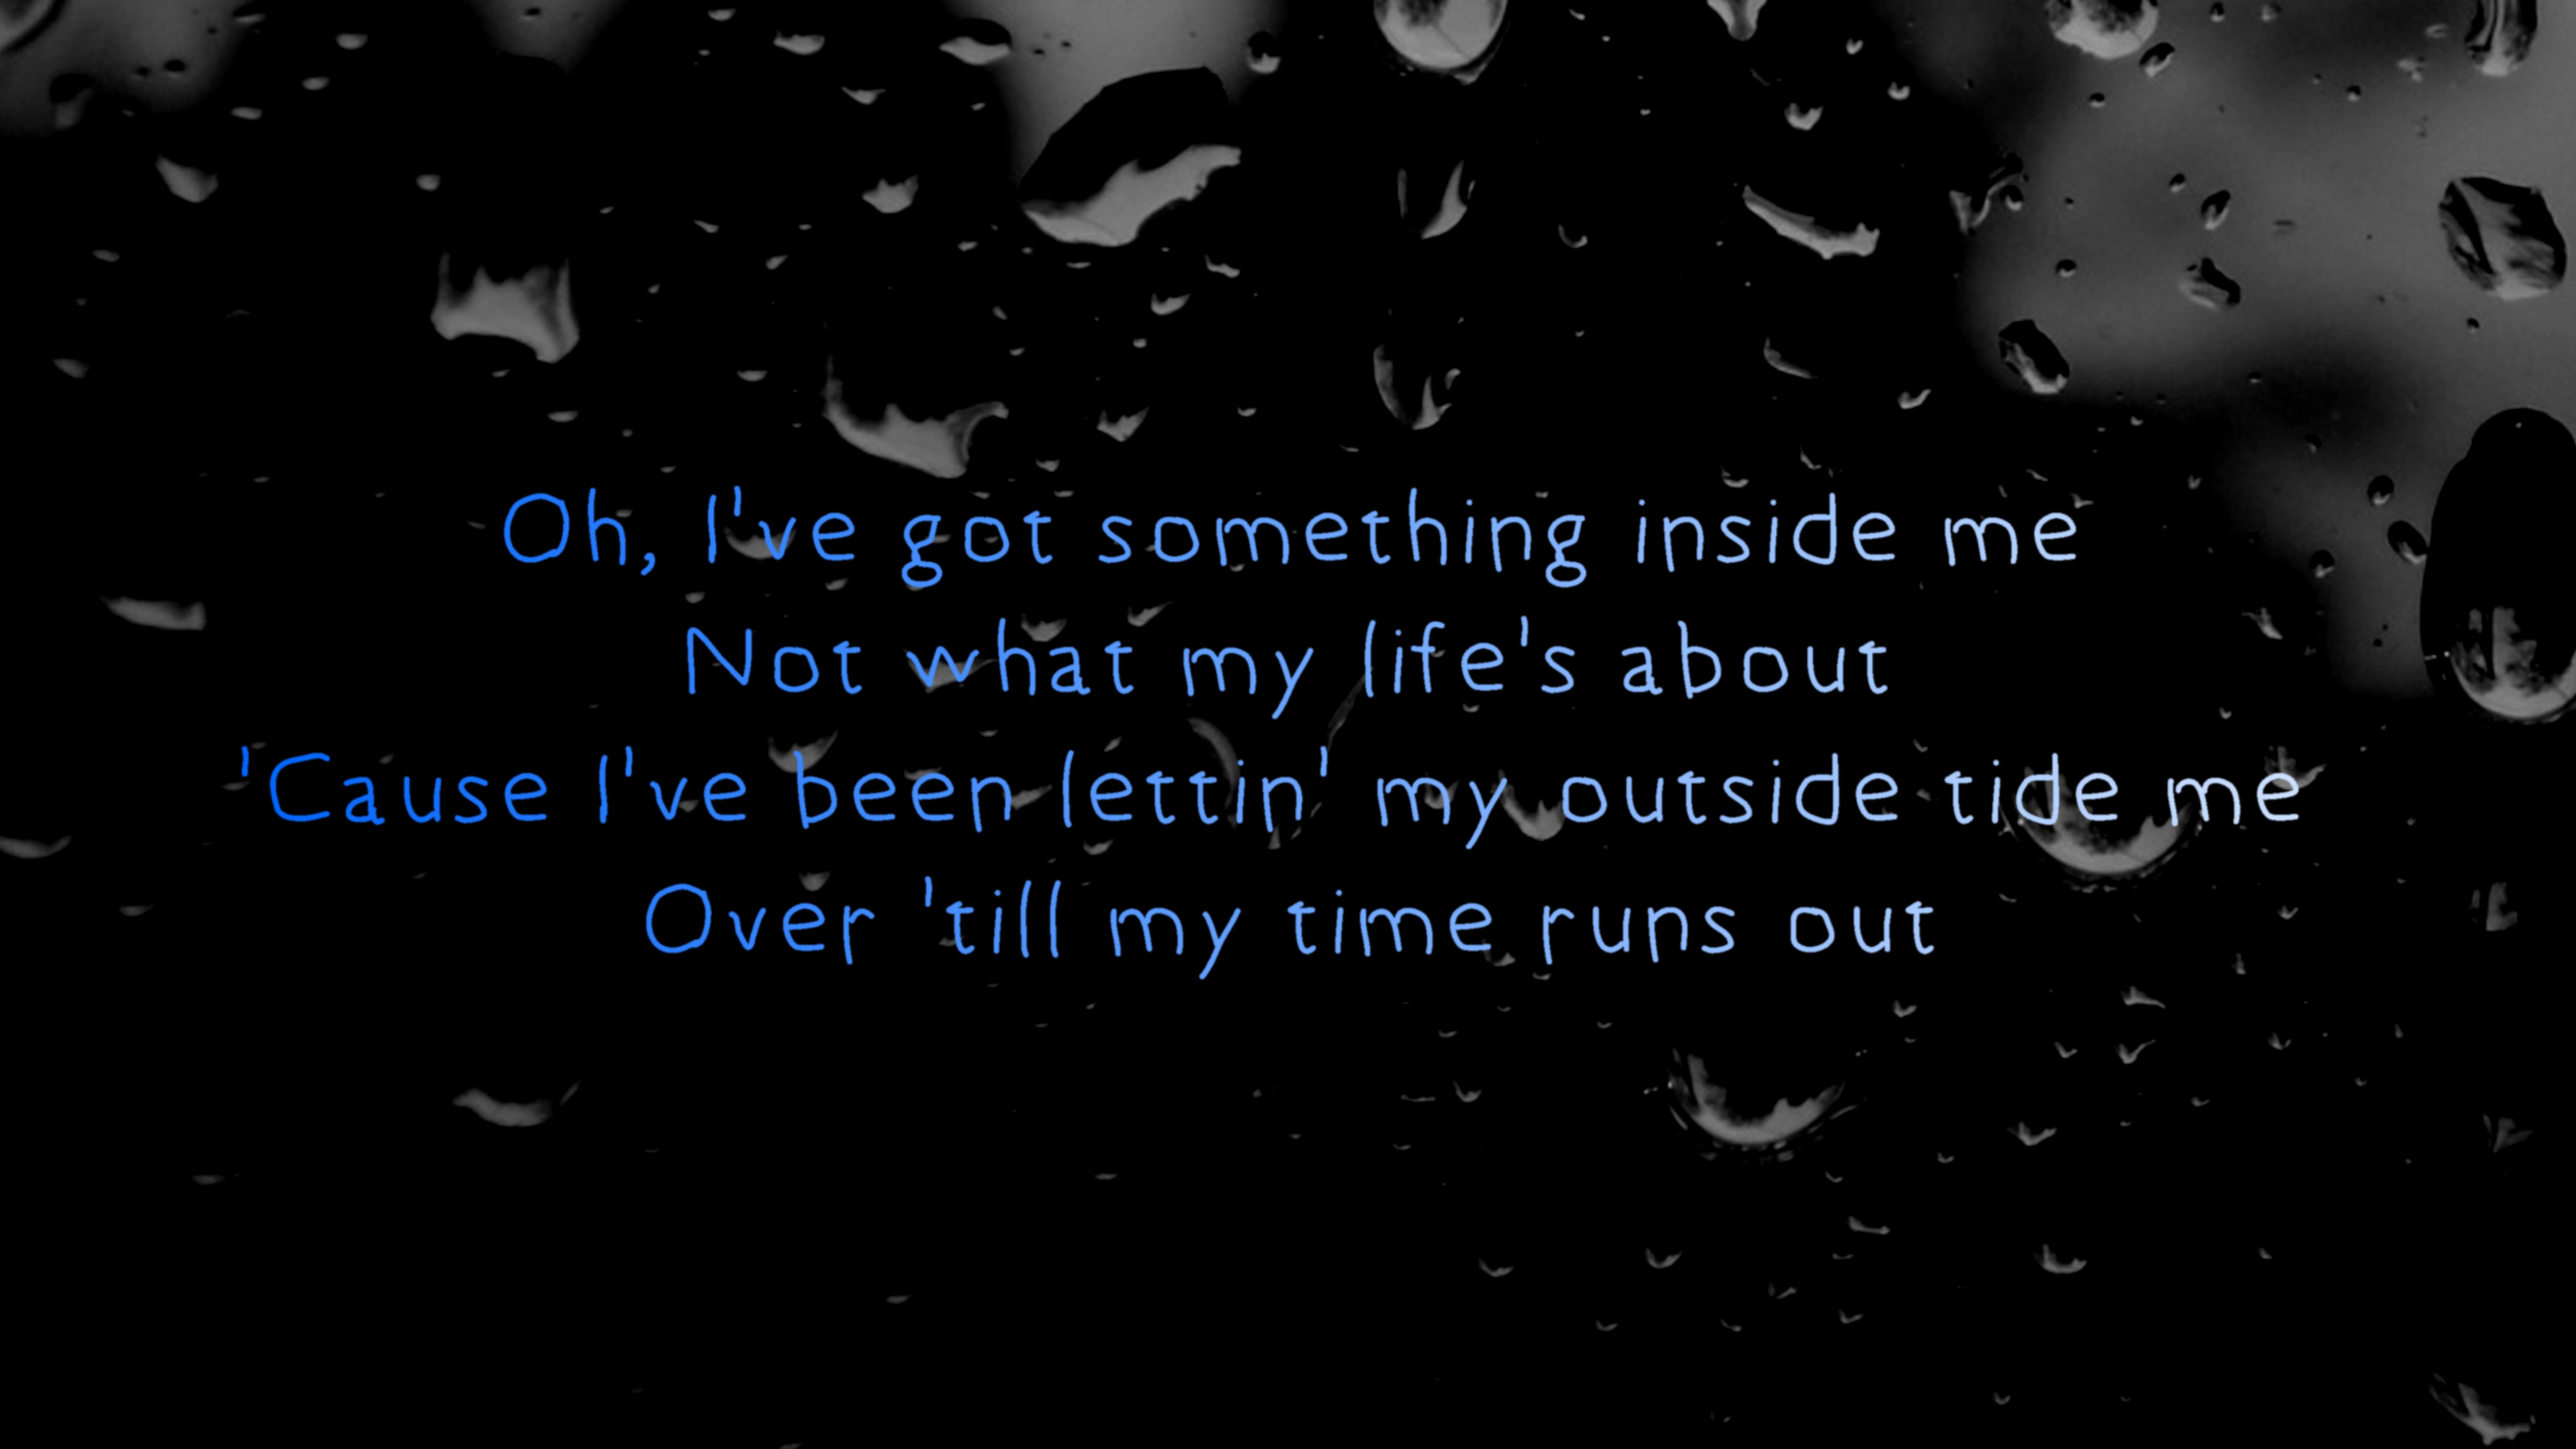 Oh, I've got something inside me
Not what my life's about
'Cause I've been lettin' my outside tide me
Over 'till my time runs out